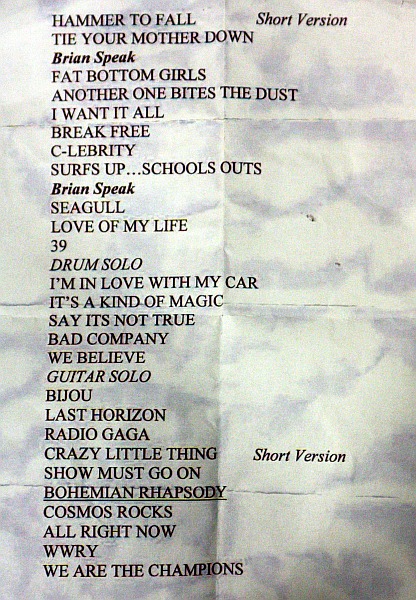 HAMMER TO FALL Short Version
TIE YOUR MOTHER DOWN
Brian Speak
FAT BOTTOM GIRLS
ANOTHER ONE BITES THE DUST
I WANT IT ALL
BREAK FREE
C-LEBRITY
SURFS UP...SCHOOLS OUTS
Brian Speak
SEAGULL
LOVE OF MY LIFE
39
DRUM SOLO
I'M IN LOVE WITH MY CAR
IT'S A KIND OF MAGIC
SAY ITS NOT TRUE
BAD COMPANY
WE BELIEVE
GUITAR SOLO
BIJOU
LAST HORIZON
RADIO GAGA
CRAZY LITTLE THING Short Version
SHOW MUST GO ON
BOHEMIAN RHAPSODY
COSMOS ROCKS
ALL RIGHT NOW
WWRY
WE ARE THE CHAMPIONS